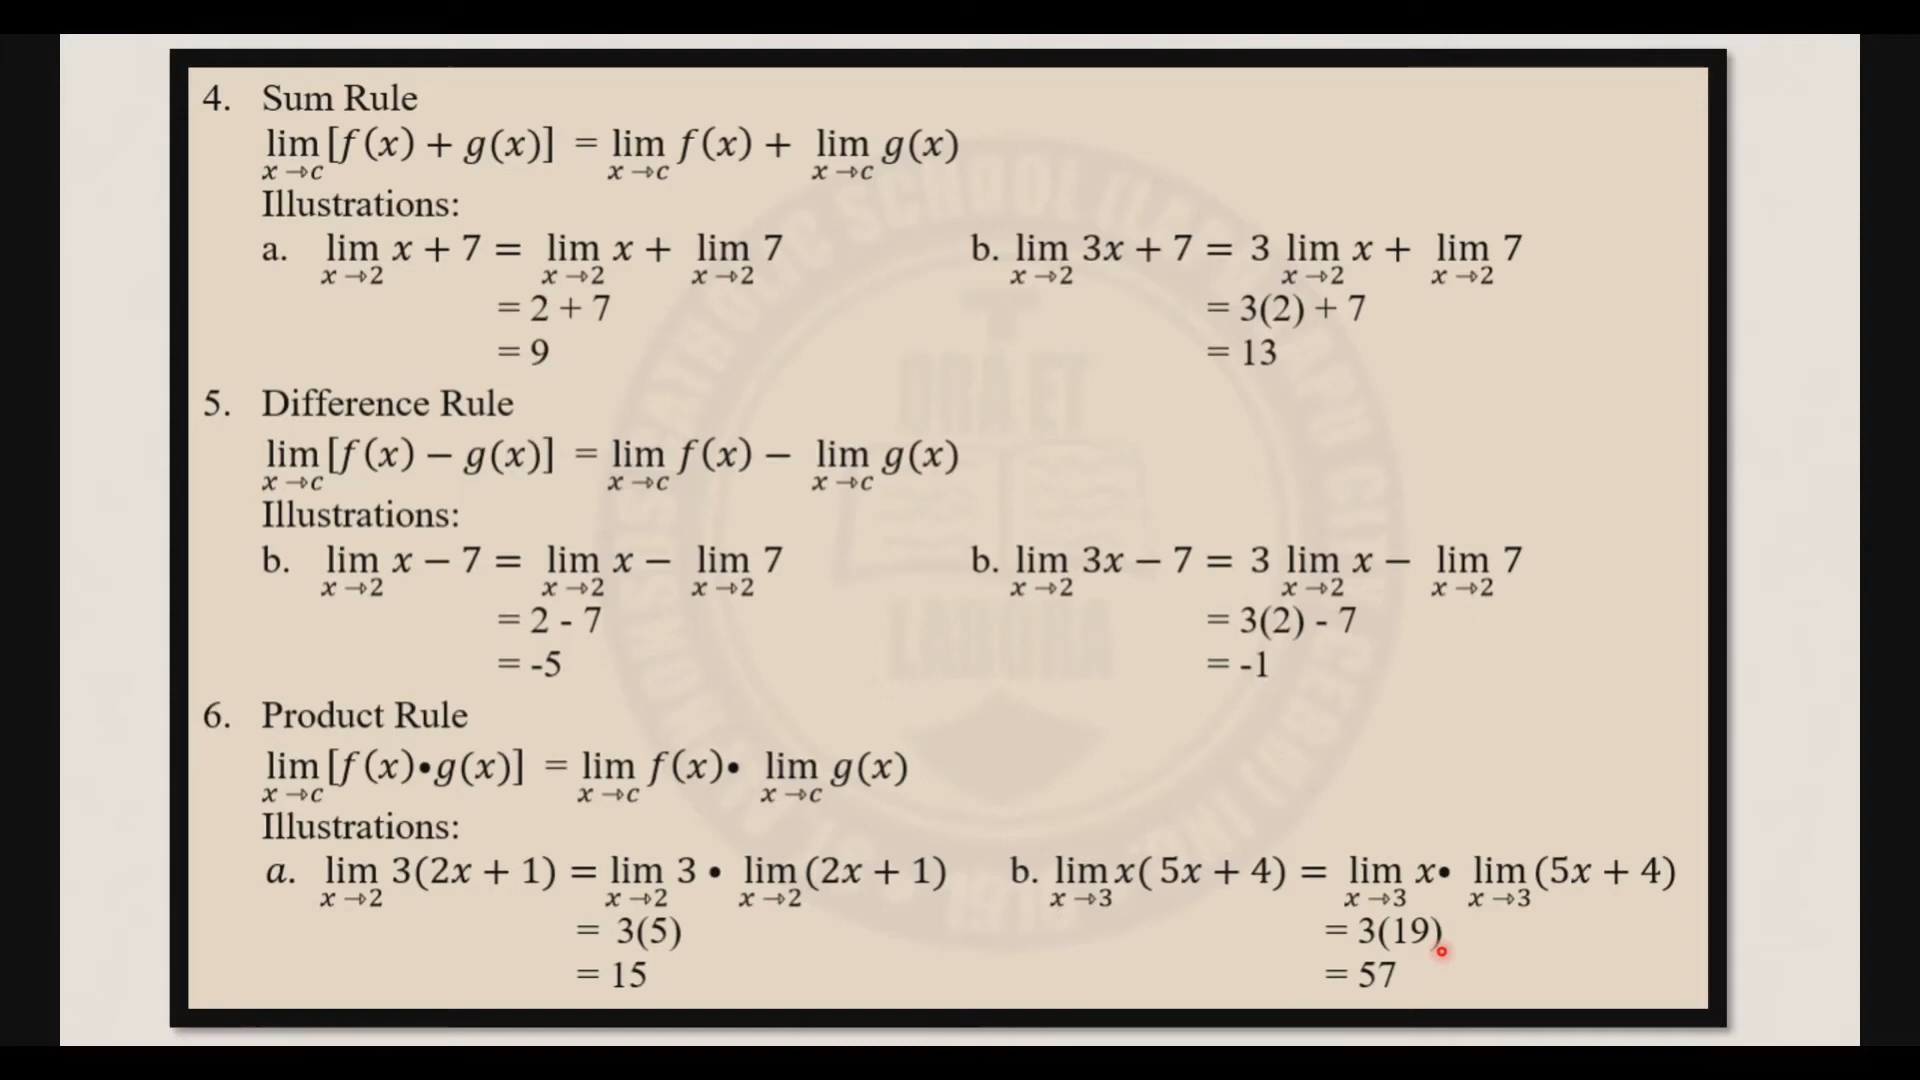 4. Sum Rule
lim x→c [f(x) + g(x)] = lim x→c f(x) + lim x→c g(x)
Illustrations:
a. lim x→2 x + 7 = lim x→2 x + lim x→2 7
= 2 + 7
= 9
b. lim x→2 3x + 7 = 3 lim x→2 x + lim x→2 7
= 3(2) + 7
= 13
5. Difference Rule
lim x→c [f(x) − g(x)] = lim x→c f(x) − lim x→c g(x)
Illustrations:
b. lim x→2 x − 7 = lim x→2 x − lim x→2 7
= 2 - 7
= -5
b. lim x→2 3x − 7 = 3 lim x→2 x − lim x→2 7
= 3(2) - 7
= -1
6. Product Rule
lim x→c [f(x)•g(x)] = lim x→c f(x)• lim x→c g(x)
Illustrations:
a. lim x→2 3(2x + 1) = lim x→2 3 • lim x→2 (2x + 1)
= 3(5)
= 15
b. lim x→3 x( 5x + 4) = lim x→3 x• lim x→3 (5x + 4)
= 3(19)
= 57
ORA ET
LABORA